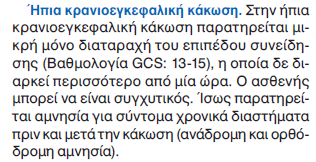 Ήπια κρανιοεγκεφαλική κάκωση. Στην ήπια
κρανιοεγκεφαλική κάκωση παρατηρείται μι-
κρή μόνο διαταραχή του επιπέδου συνείδη-
σης (Βαθμολογία GCS: 13-15), η οποία δε δι-
αρκεί περισσότερο από μία ώρα. Ο ασθενής
μπορεί να είναι συγχυτικός. Ίσως παρατηρεί-
ται αμνησία για σύντομα χρονικά διαστήματα
πριν και μετά την κάκωση (ανάδρομη και ορθό-
δρομη αμνησία).